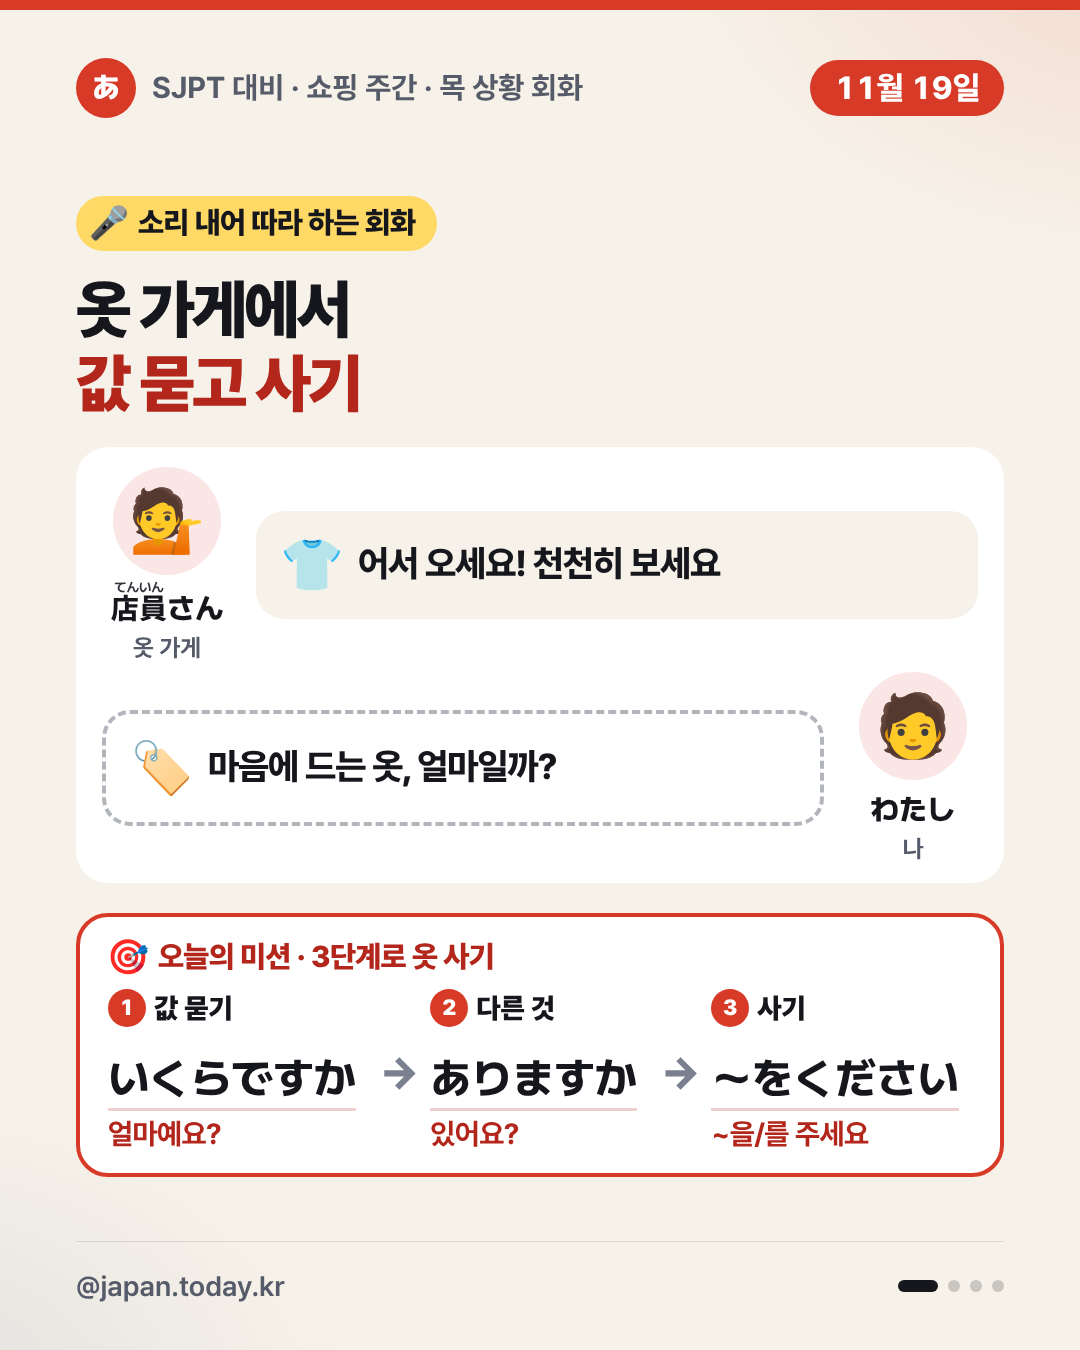 あ SJPT 대비 · 쇼핑 주간 · 목 상황 회화
11월 19일
소리 내어 따라 하는 회화
옷 가게에서
값 묻고 사기
어서 오세요! 천천히 보세요
てんいん
店員さん
옷 가게
마음에 드는 옷, 얼마일까?
わたし
나
오늘의 미션 · 3단계로 옷 사기
1 값 묻기
いくらですか
얼마예요?
→
2 다른 것
ありますか
있어요?
→
3 사기
~をください
~을/를 주세요
@japan.today.kr